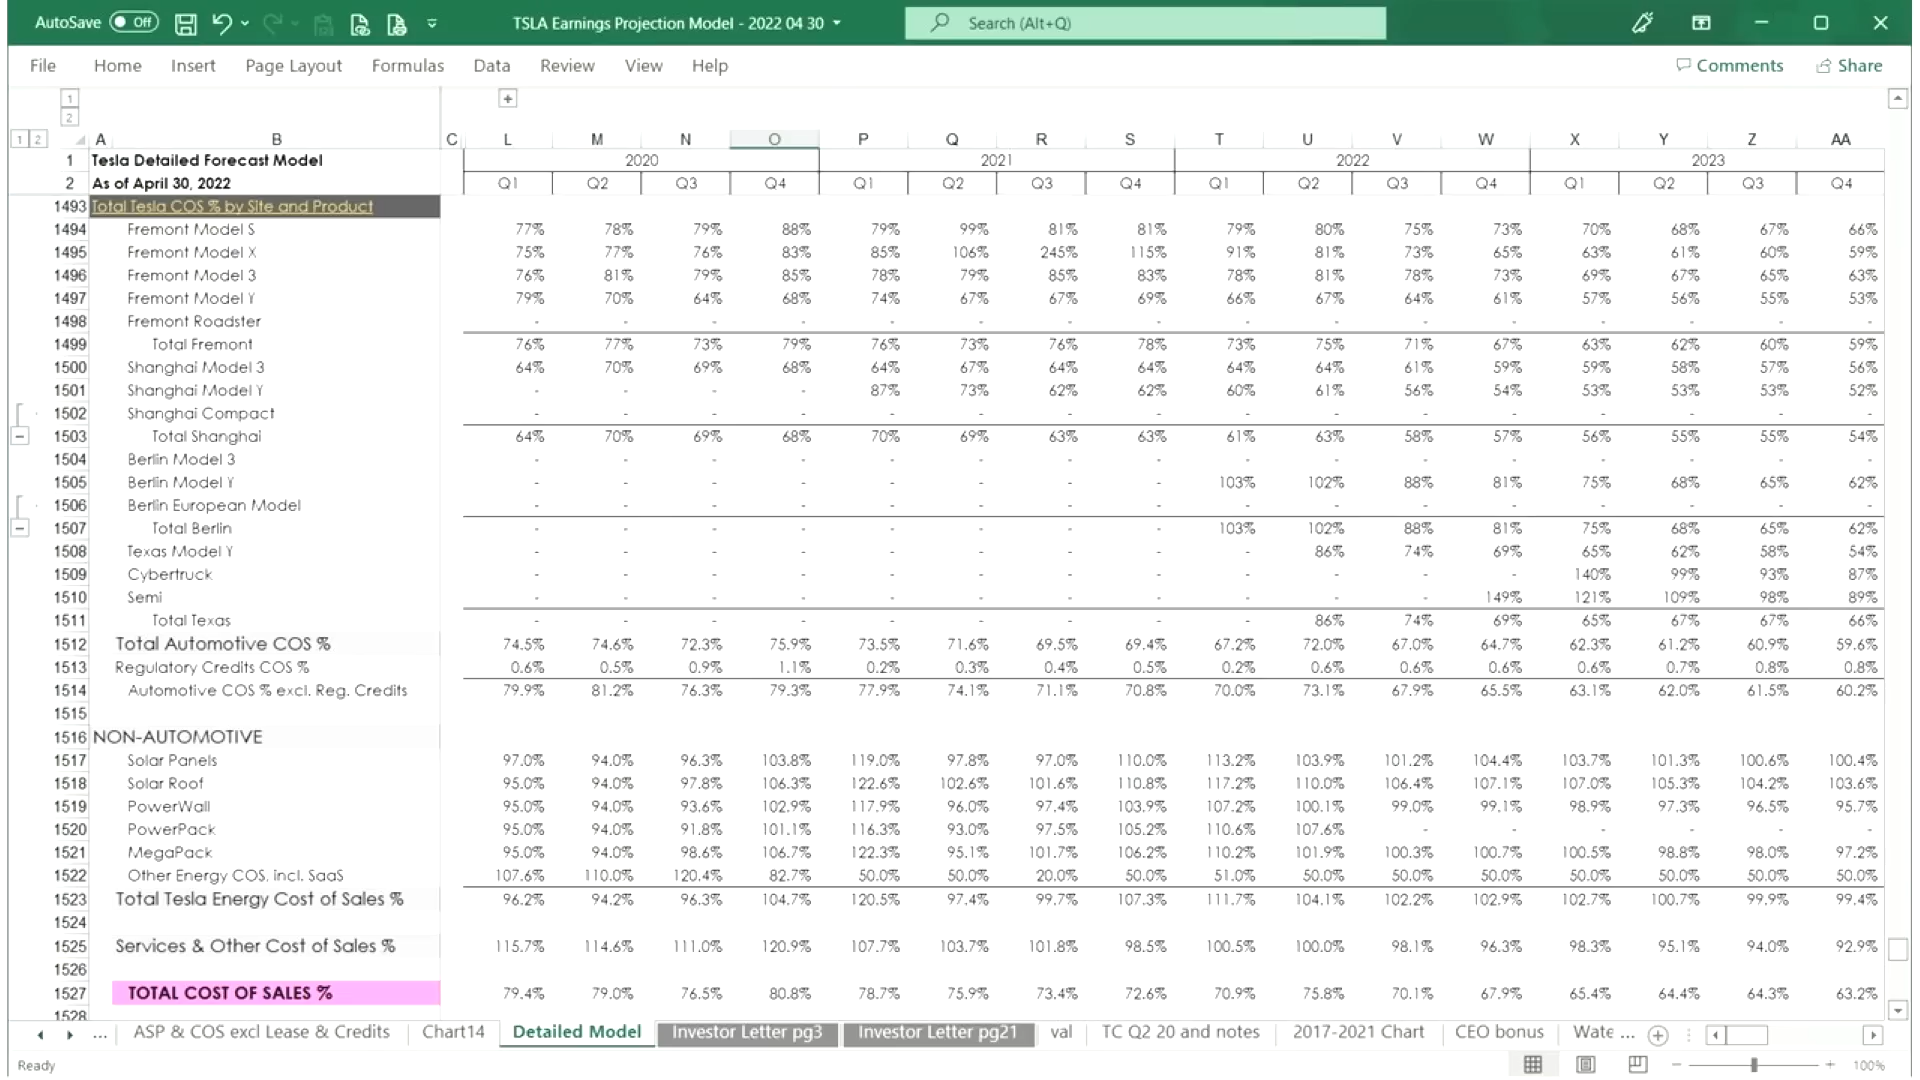 AutoSave Off TSLA Earnings Projection Model - 2022 04 30 Search (Alt+Q)
File Home Insert Page Layout Formulas Data Review View Help Comments Share
1
2
1 2 A B C L M N O P Q R S T U V W X Y Z AA
1 Tesla Detailed Forecast Model 2020 2021 2022 2023
2 As of April 30, 2022 Q1 Q2 Q3 Q4 Q1 Q2 Q3 Q4 Q1 Q2 Q3 Q4 Q1 Q2 Q3 Q4
1493 Total Tesla COS % by Site and Product
1494 Fremont Model S 77% 78% 79% 88% 79% 99% 81% 81% 79% 80% 75% 73% 70% 68% 67% 66%
1495 Fremont Model X 75% 77% 76% 83% 85% 106% 245% 115% 91% 81% 73% 65% 63% 61% 60% 59%
1496 Fremont Model 3 76% 81% 79% 85% 78% 79% 85% 83% 78% 81% 78% 73% 69% 67% 65% 63%
1497 Fremont Model Y 79% 70% 64% 68% 74% 67% 67% 69% 66% 67% 64% 61% 57% 56% 55% 53%
1498 Fremont Roadster - - - - - - - - - - - - - - - -
1499 Total Fremont 76% 77% 73% 79% 76% 73% 76% 78% 73% 75% 71% 67% 63% 62% 60% 59%
1500 Shanghai Model 3 64% 70% 69% 68% 64% 67% 64% 64% 64% 64% 61% 59% 59% 58% 57% 56%
1501 Shanghai Model Y - - - - 87% 73% 62% 62% 60% 61% 56% 54% 53% 53% 53% 52%
1502 Shanghai Compact - - - - - - - - - - - - - - - -
1503 Total Shanghai 64% 70% 69% 68% 70% 69% 63% 63% 61% 63% 58% 57% 56% 55% 55% 54%
1504 Berlin Model 3 - - - - - - - - - - - - - - - -
1505 Berlin Model Y - - - - - - - - 103% 102% 88% 81% 75% 68% 65% 62%
1506 Berlin European Model - - - - - - - - - - - - - - - -
1507 Total Berlin - - - - - - - - 103% 102% 88% 81% 75% 68% 65% 62%
1508 Texas Model Y - - - - - - - - - 86% 74% 69% 65% 62% 58% 54%
1509 Cybertruck - - - - - - - - - - - - 140% 99% 93% 87%
1510 Semi - - - - - - - - - - - 149% 121% 109% 98% 89%
1511 Total Texas - - - - - - - - - 86% 74% 69% 65% 67% 67% 66%
1512 Total Automotive COS % 74.5% 74.6% 72.3% 75.9% 73.5% 71.6% 69.5% 69.4% 67.2% 72.0% 67.0% 64.7% 62.3% 61.2% 60.9% 59.6%
1513 Regulatory Credits COS % 0.6% 0.5% 0.9% 1.1% 0.2% 0.3% 0.4% 0.5% 0.2% 0.6% 0.6% 0.6% 0.6% 0.7% 0.8% 0.8%
1514 Automotive COS % excl. Reg. Credits 79.9% 81.2% 76.3% 79.3% 77.9% 74.1% 71.1% 70.8% 70.0% 73.1% 67.9% 65.5% 63.1% 62.0% 61.5% 60.2%
1515
1516 NON-AUTOMOTIVE
1517 Solar Panels 97.0% 94.0% 96.3% 103.8% 119.0% 97.8% 97.0% 110.0% 113.2% 103.9% 101.2% 104.4% 103.7% 101.3% 100.6% 100.4%
1518 Solar Roof 95.0% 94.0% 97.8% 106.3% 122.6% 102.6% 101.6% 110.8% 117.2% 110.0% 106.4% 107.1% 107.0% 105.3% 104.2% 103.6%
1519 PowerWall 95.0% 94.0% 93.6% 102.9% 117.9% 96.0% 97.4% 103.9% 107.2% 100.1% 99.0% 99.1% 98.9% 97.3% 96.5% 95.7%
1520 PowerPack 95.0% 94.0% 91.8% 101.1% 116.3% 93.0% 97.5% 105.2% 110.6% 107.6% - - - - - -
1521 MegaPack 95.0% 94.0% 98.6% 106.7% 122.3% 95.1% 101.7% 106.2% 110.2% 101.9% 100.3% 100.7% 100.5% 98.8% 98.0% 97.2%
1522 Other Energy COS, incl. SaaS 107.6% 110.0% 120.4% 82.7% 50.0% 50.0% 20.0% 50.0% 51.0% 50.0% 50.0% 50.0% 50.0% 50.0% 50.0% 50.0%
1523 Total Tesla Energy Cost of Sales % 96.2% 94.2% 96.3% 104.7% 120.5% 97.4% 99.7% 107.3% 111.7% 104.1% 102.2% 102.9% 102.7% 100.7% 99.9% 99.4%
1524
1525 Services & Other Cost of Sales % 115.7% 114.6% 111.0% 120.9% 107.7% 103.7% 101.8% 98.5% 100.5% 100.0% 98.1% 96.3% 98.3% 95.1% 94.0% 92.9%
1526
1527 TOTAL COST OF SALES % 79.4% 79.0% 76.5% 80.8% 78.7% 75.9% 73.4% 72.6% 70.9% 75.8% 70.1% 67.9% 65.4% 64.4% 64.3% 63.2%
1528
... ASP & COS excl Lease & Credits Chart14 Detailed Model Investor Letter pg3 Investor Letter pg21 val TC Q2 20 and notes 2017-2021 Chart CEO bonus Wate ...
Ready 100%